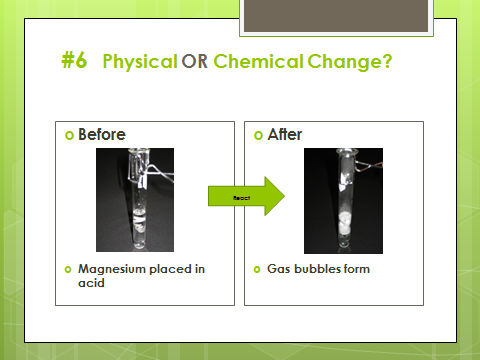 #6 Physical OR Chemical Change?
Before
After
React
Magnesium placed in
acid
Gas bubbles form